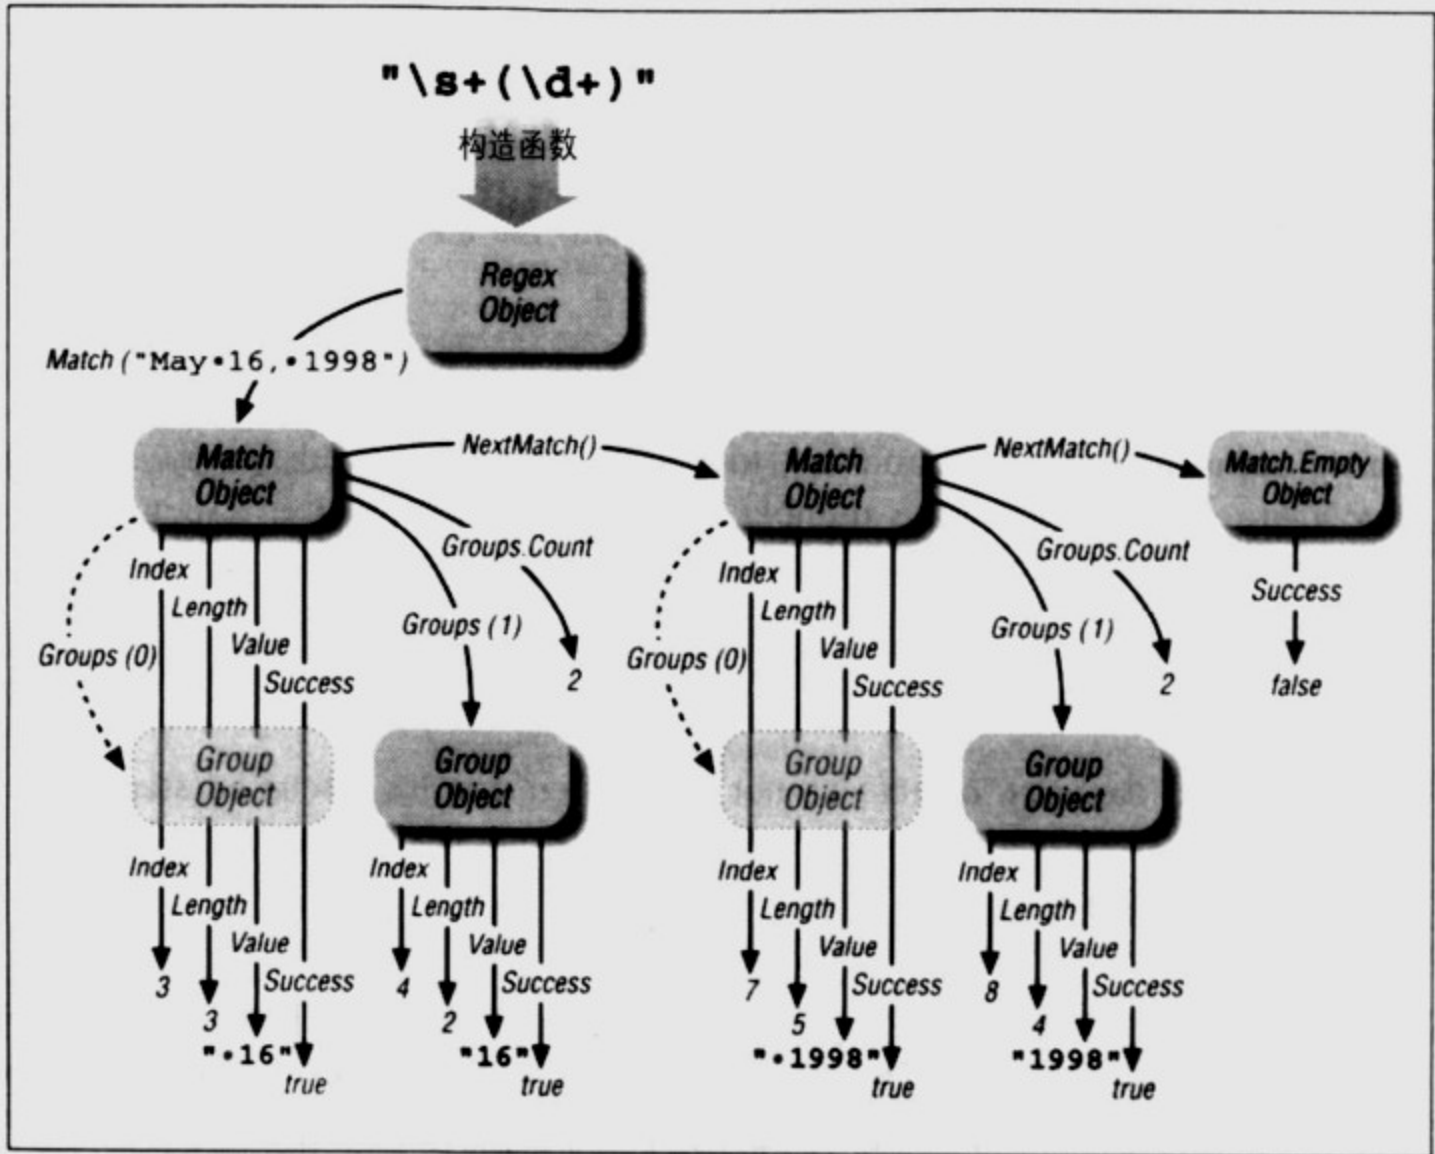 "\s+(\d+)"
构造函数
Regex
Object
Match ("May•16,•1998")
Match
Object
NextMatch()
Match
Object
NextMatch()
Match.Empty
Object
Groups.Count
Groups.Count
Index
Length
Groups (1)
Groups (0)
Value
Success
2
Index
Length
Groups (1)
Groups (0)
Value
Success
2
Success
false
Group
Object
Group
Object
Group
Object
Group
Object
Index
Length
Value
Success
3
3
"•16"
true
Index
Length
Value
Success
4
2
"16"
true
Index
Length
Value
Success
7
5
"•1998"
true
Index
Length
Value
Success
8
4
"1998"
true